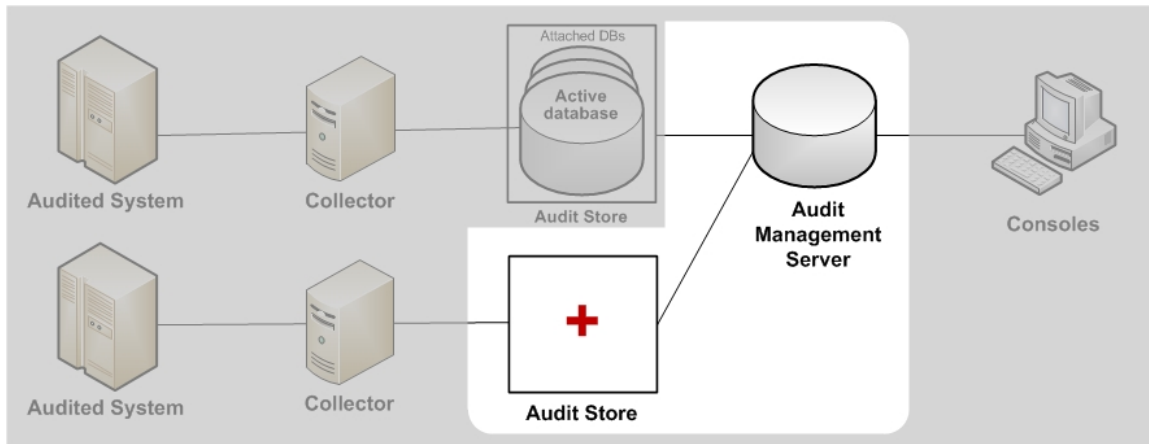 Attached DBs
Active
database
Audited System
Collector
Audit Store
Audit
Management
Server
Consoles
Audited System
Collector
Audit Store